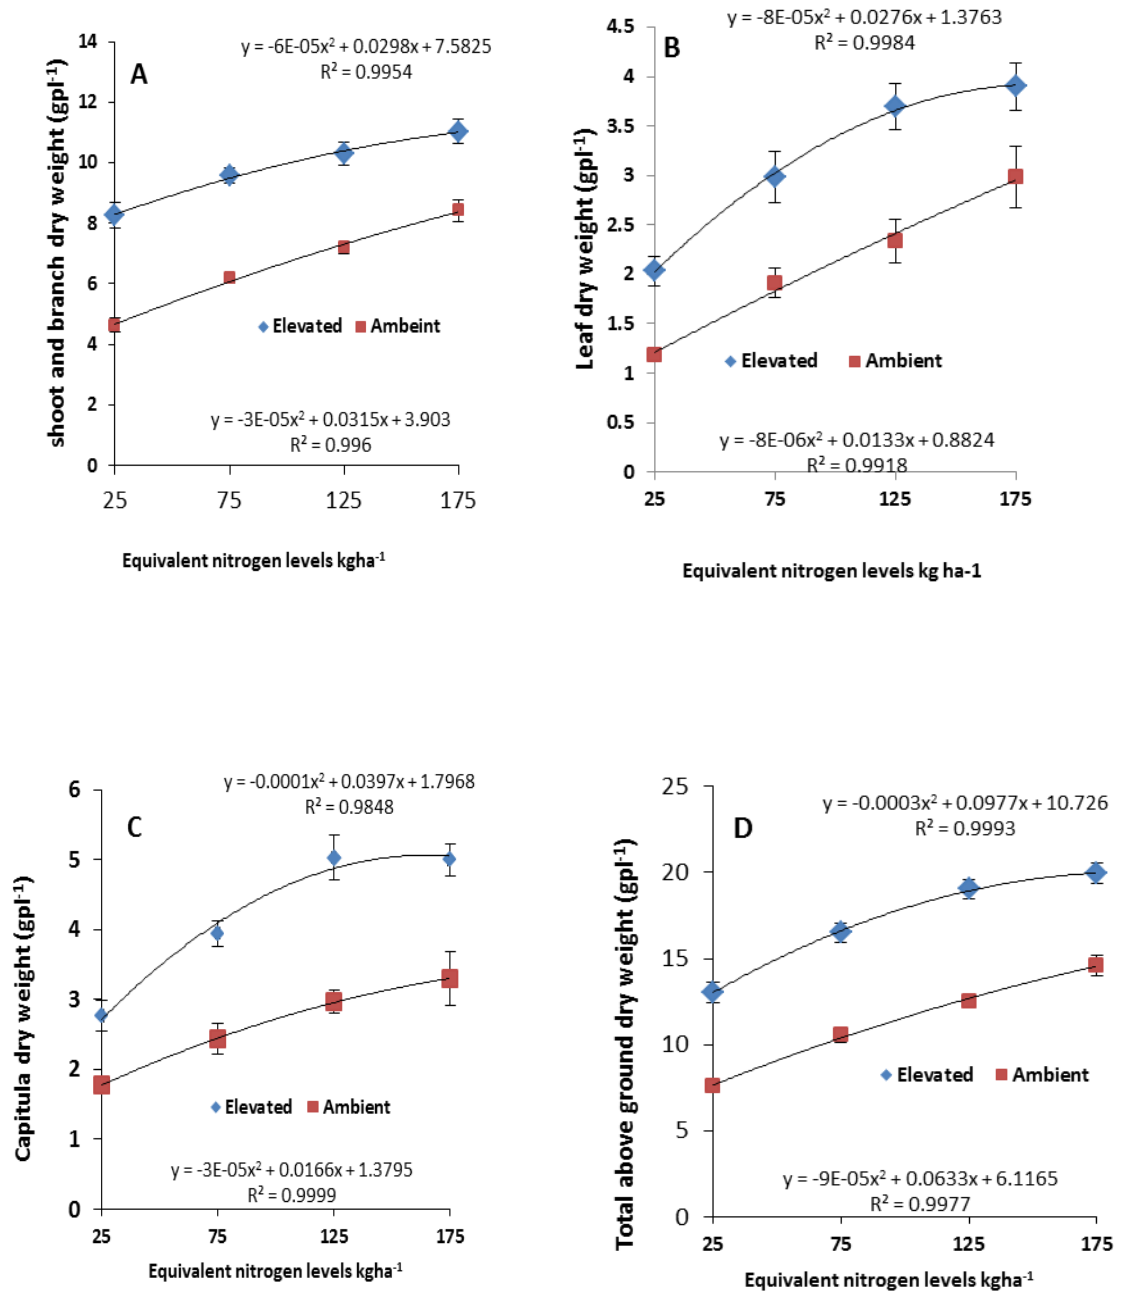 y = -6E-05x² + 0.0298x + 7.5825
R² = 0.9954
A
shoot and branch dry weight (gpl⁻¹)
14
12
10
8
6
4
2
0
Elevated
Ambeint
y = -3E-05x² + 0.0315x + 3.903
R² = 0.996
25 75 125 175
Equivalent nitrogen levels kgha⁻¹
y = -8E-05x² + 0.0276x + 1.3763
R² = 0.9984
B
Leaf dry weight (gpl⁻¹)
4.5
4
3.5
3
2.5
2
1.5
1
0.5
0
Elevated
Ambient
y = -8E-06x² + 0.0133x + 0.8824
R² = 0.9918
25 75 125 175
Equivalent nitrogen levels kg ha-1
y = -0.0001x² + 0.0397x + 1.7968
R² = 0.9848
C
Capitula dry weight (gpl⁻¹)
6
5
4
3
2
1
0
Elevated
Ambient
y = -3E-05x² + 0.0166x + 1.3795
R² = 0.9999
25 75 125 175
Equivalent nitrogen levels kgha⁻¹
y = -0.0003x² + 0.0977x + 10.726
R² = 0.9993
D
Total above ground dry weight (gpl⁻¹)
25
20
15
10
5
0
Elevated
Ambient
y = -9E-05x² + 0.0633x + 6.1165
R² = 0.9977
25 75 125 175
Equivalent nitrogen levels kgha⁻¹